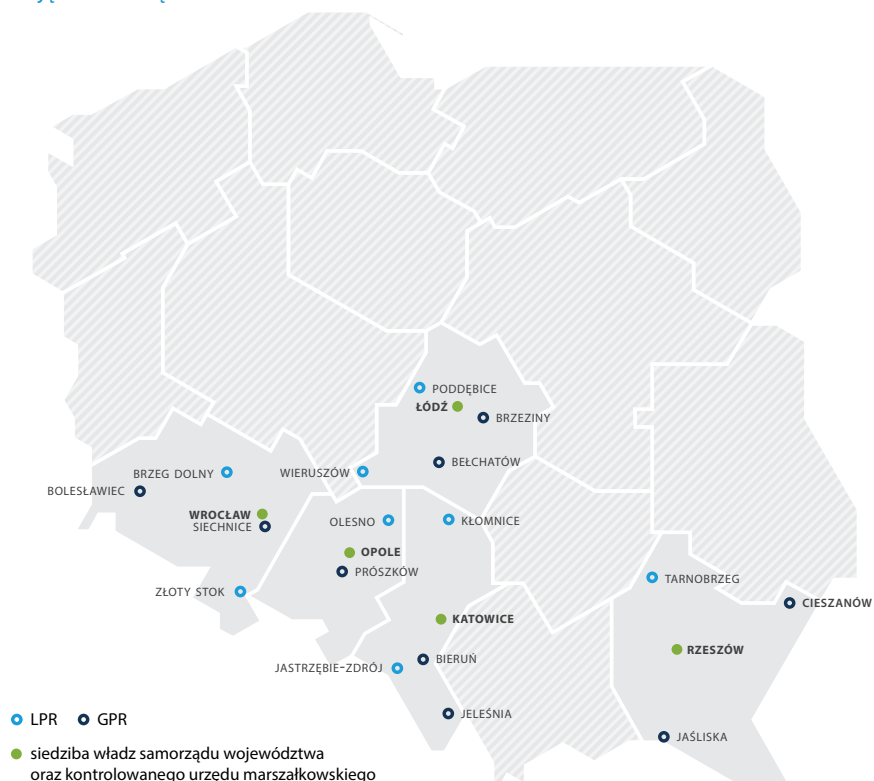 PODDĘBICE
ŁÓDŹ
BRZEZINY
BEŁCHATÓW
WIERUSZÓW
BRZEG DOLNY
BOLESŁAWIEC
WROCŁAW
SIECHNICE
OLESNO
KŁOMNICE
OPOLE
PRÓSZKÓW
ZŁOTY STOK
TARNOBRZEG
CIESZANÓW
KATOWICE
RZESZÓW
BIERUŃ
JASTRZĘBIE-ZDRÓJ
JELEŚNIA
JAŚLISKA
LPR GPR
siedziba władz samorządu województwa
oraz kontrolowanego urzędu marszałkowskiego